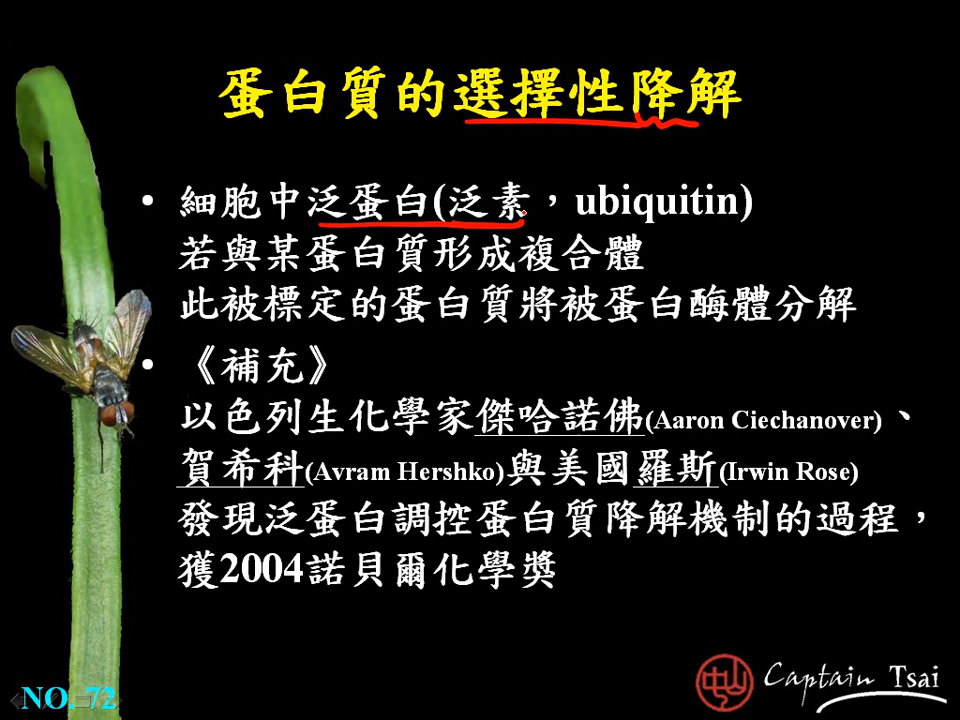 蛋白質的選擇性降解
• 細胞中泛蛋白(泛素，ubiquitin)
若與某蛋白質形成複合體
此被標定的蛋白質將被蛋白酶體分解
• 《補充》
以色列生化學家傑哈諾佛(Aaron Ciechanover)、
賀希科(Avram Hershko)與美國羅斯(Irwin Rose)
發現泛蛋白調控蛋白質降解機制的過程，
獲2004諾貝爾化學獎
NO. 72
Captain Tsai